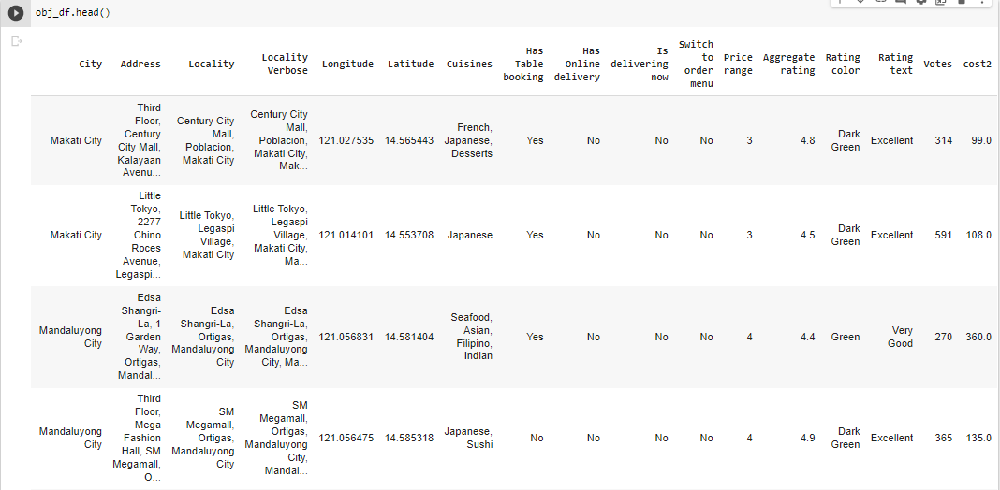 obj_df.head()
City Address Locality Locality Verbose Longitude Latitude Cuisines Has Table booking Has Online delivery Is delivering now Switch to order menu Price range Aggregate rating Rating color Rating text Votes cost2
Makati City Third Floor, Century City Mall, Kalayaan Avenu... Century City Mall, Poblacion, Makati City Century City Mall, Poblacion, Makati City, Mak... 121.027535 14.565443 French, Japanese, Desserts Yes No No No 3 4.8 Dark Green Excellent 314 99.0
Makati City Little Tokyo, 2277 Chino Roces Avenue, Legaspi... Little Tokyo, Legaspi Village, Makati City Little Tokyo, Legaspi Village, Makati City, Ma... 121.014101 14.553708 Japanese Yes No No No 3 4.5 Dark Green Excellent 591 108.0
Mandaluyong City Edsa Shangri-La, 1 Garden Way, Ortigas, Mandal... Edsa Shangri-La, Ortigas, Mandaluyong City Edsa Shangri-La, Ortigas, Mandaluyong City, Ma... 121.056831 14.581404 Seafood, Asian, Filipino, Indian Yes No No No 4 4.4 Green Very Good 270 360.0
Mandaluyong City Third Floor, Mega Fashion Hall, SM Megamall, O... SM Megamall, Ortigas, Mandaluyong City SM Megamall, Ortigas, Mandaluyong City, Mandal... 121.056475 14.585318 Japanese, Sushi No No No No 4 4.9 Dark Green Excellent 365 135.0